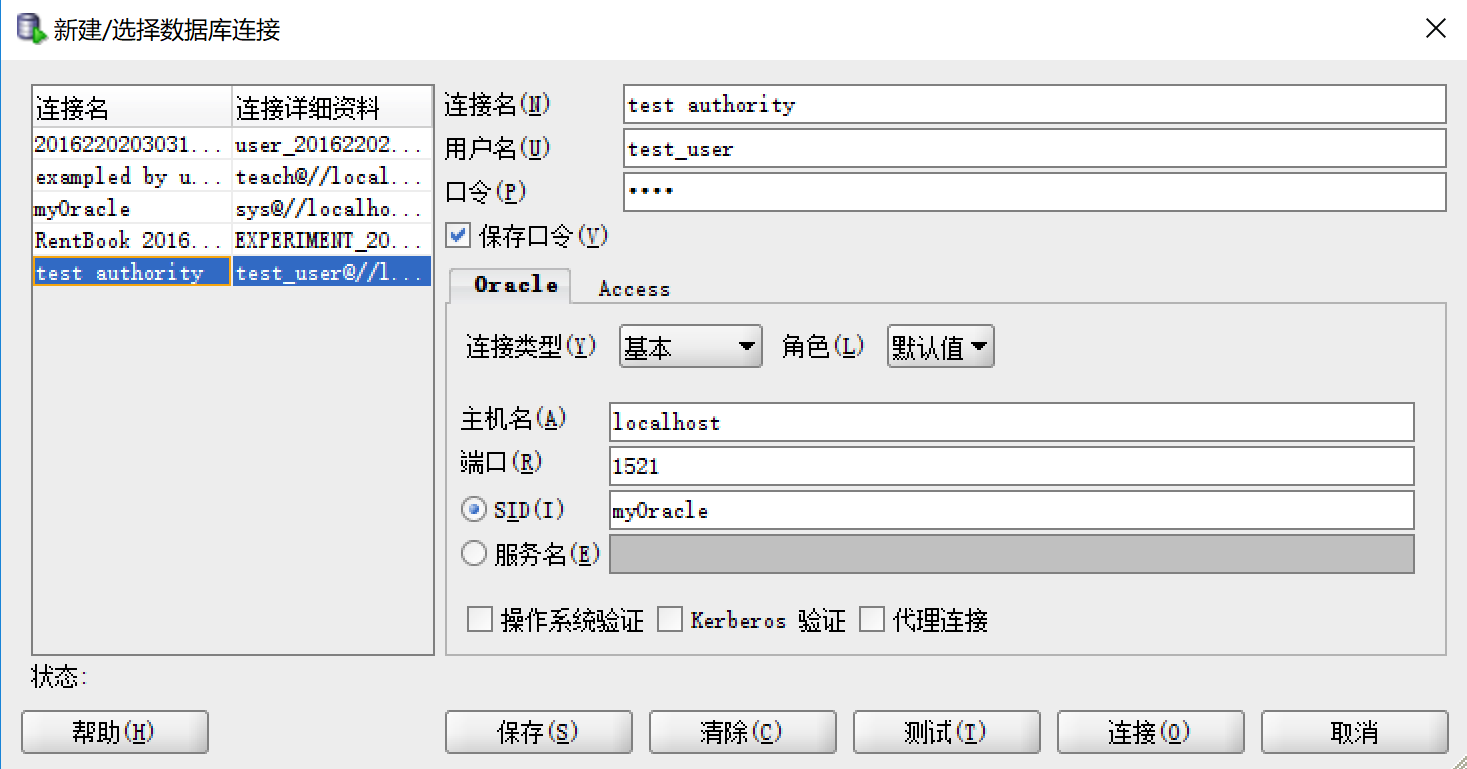 新建/选择数据库连接
连接名 连接详细资料
2016220203031... user_20162202...
exampled by u... teach@//local...
myOracle sys@//localho...
RentBook 2016... EXPERIMENT_20...
test authority test_user@//l...
连接名(N) test authority
用户名(U) test_user
口令(P) ••••
保存口令(V)
Oracle Access
连接类型(Y) 基本 角色(L) 默认值
主机名(A) localhost
端口(R) 1521
SID(I) myOracle
服务名(E)
操作系统验证 Kerberos 验证 代理连接
状态:
帮助(H) 保存(S) 清除(C) 测试(T) 连接(O) 取消